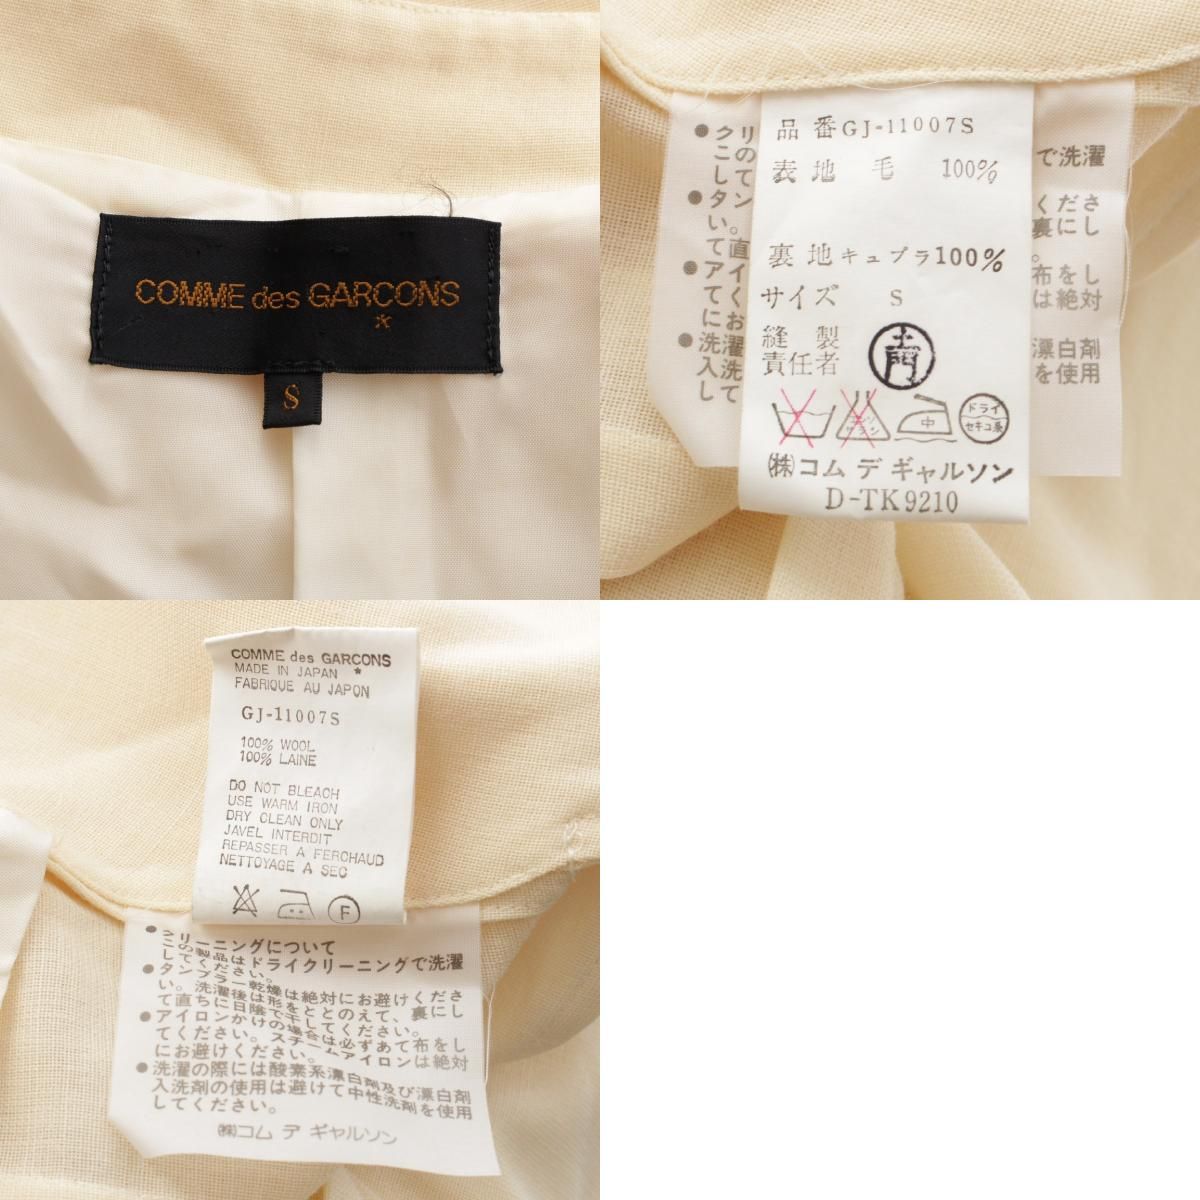 COMME des GARCONS
*
S
品番GJ-11007S
表地 毛 100%
裏地キュプラ100%
サイズ S
縫製
責任者
土門
中
ドライ
セキユ系
㈱コム デ ギャルソン
D-TK9210
で洗濯
くださ
裏にし
布をし
は絶対
漂白剤
を使用
COMME des GARCONS
MADE IN JAPAN *
FABRIQUE AU JAPON
GJ-11007S
100% WOOL
100% LAINE
DO NOT BLEACH
USE WARM IRON
DRY CLEAN ONLY
JAVEL INTERDIT
REPASSER A FERCHAUD
NETTOYAGE A SEC
F
●クリーニングについて
この製品はドライクリーニングで洗濯
してください。
●タンブラー乾燥は絶対にお避けくださ
い。洗濯後は形をととのえて、裏にし
て直ちに日陰で干してください。
●アイロンかけの場合は必ずあて布をし
てください。スチームアイロンは絶対
にお避けください。
●洗濯の際には酸素系漂白剤及び漂白剤
入洗剤の使用は避けて中性洗剤を使用
してください。
㈱コム デ ギャルソン